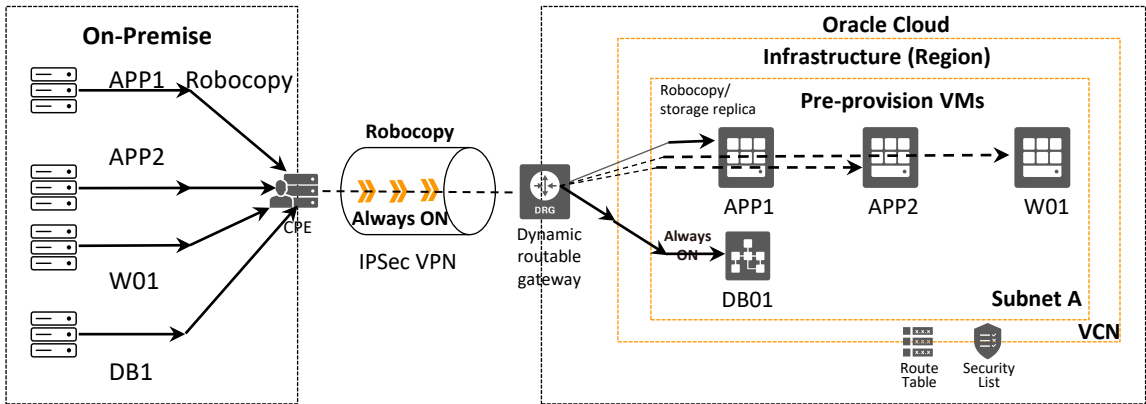 On-Premise
APP1
Robocopy
APP2
W01
DB1
CPE
Robocopy
Always ON
IPSec VPN
DRG
Dynamic
routable
gateway
Oracle Cloud
Infrastructure (Region)
Robocopy/
storage replica
Pre-provision VMs
APP1
APP2
W01
Always
ON
DB01
Subnet A
VCN
X.X.X
X.X.X
X.X.X
Route
Table
Security
List